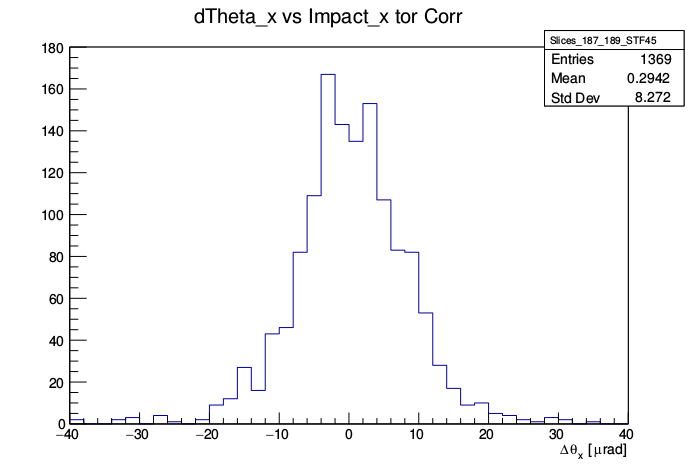 dTheta_x vs Impact_x tor Corr
Slices_187_189_STF45
Entries 1369
Mean 0.2942
Std Dev 8.272
180
160
140
120
100
80
60
40
20
0
−40 −30 −20 −10 0 10 20 30 40
Δθx [μrad]